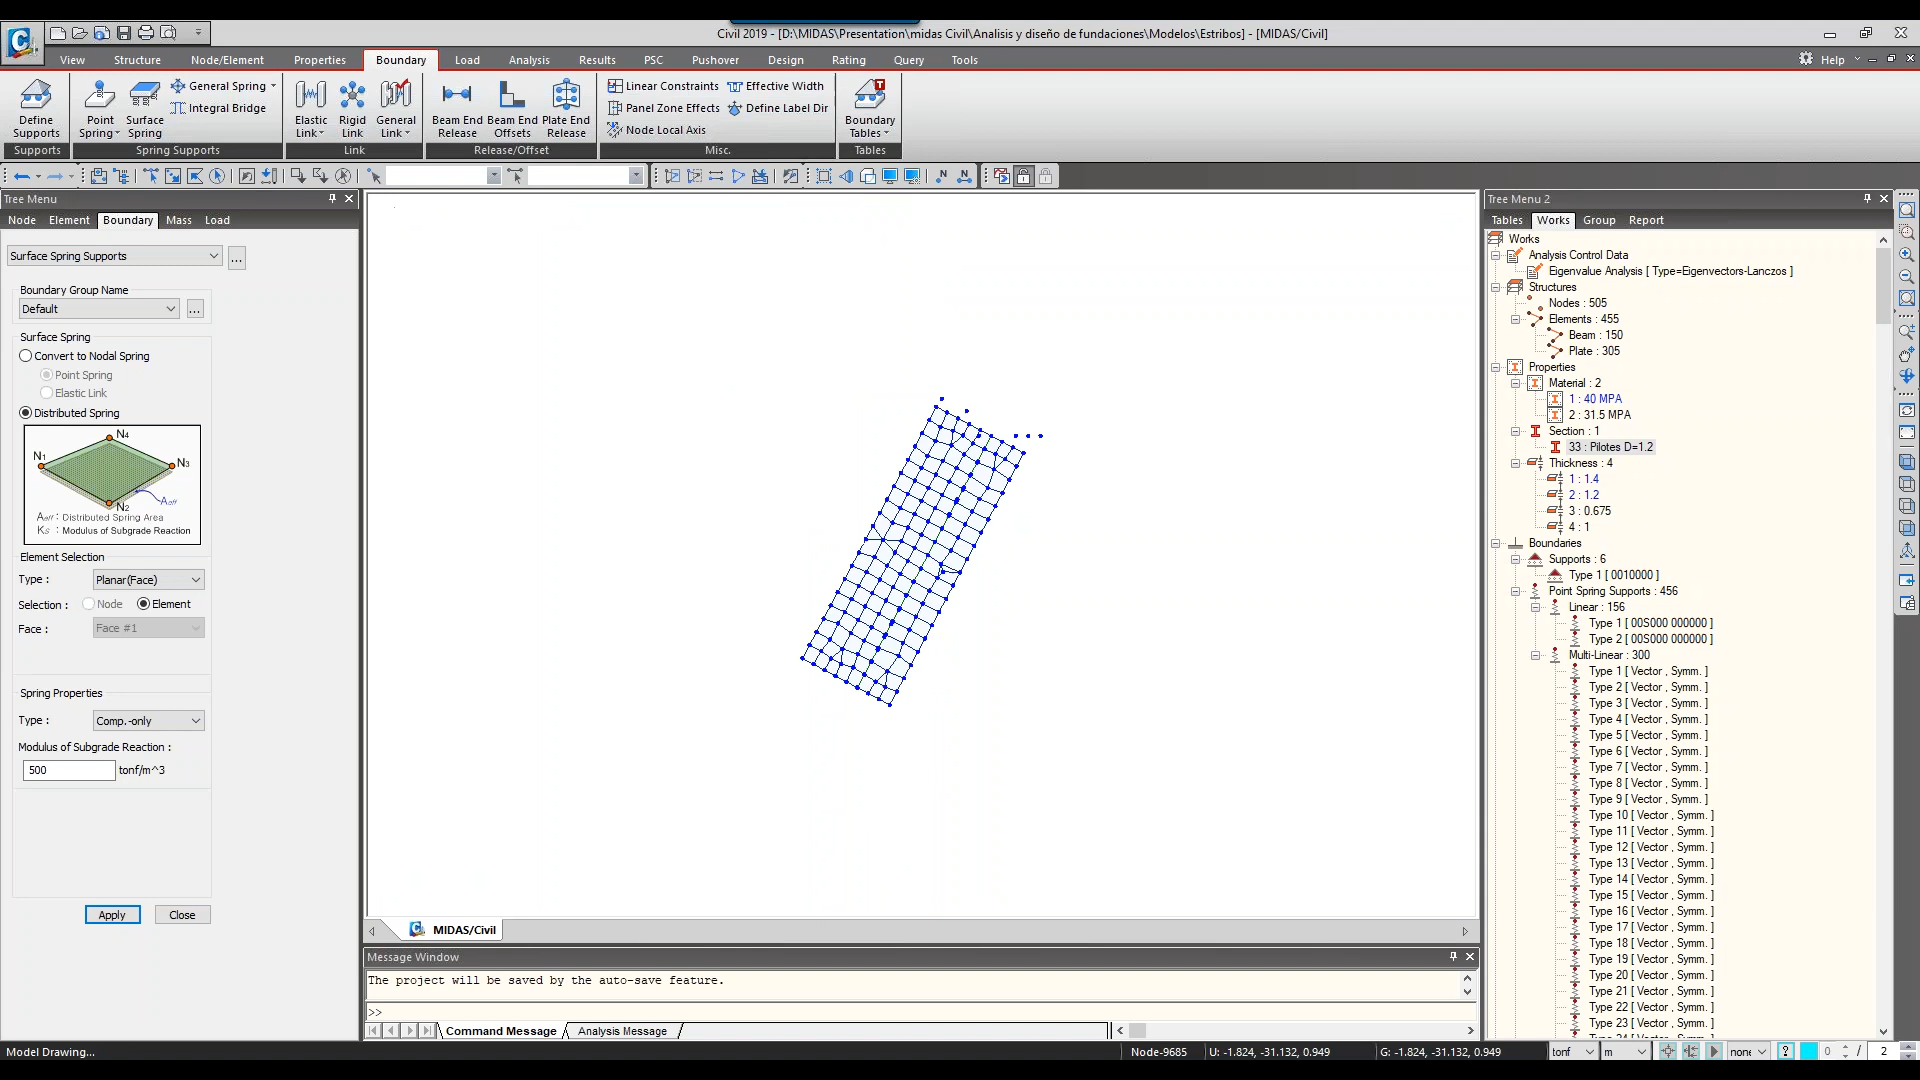 Civil 2019 - [D:\MIDAS\Presentation\midas Civil\Analisis y diseño de fundaciones\Modelos\Estribos] - [MIDAS/Civil]
View Structure Node/Element Properties Boundary Load Analysis Results PSC Pushover Design Rating Query Tools Help
Define Supports
Point Spring
Surface Spring
General Spring
Integral Bridge
Elastic Link
Rigid Link
General Link
Beam End Release
Beam End Offsets
Plate End Release
Linear Constraints
Effective Width
Panel Zone Effects
Define Label Dir
Node Local Axis
Boundary Tables
Supports Spring Supports Link Release/Offset Misc. Tables
Tree Menu
Node Element Boundary Mass Load
Surface Spring Supports
...
Boundary Group Name
Default
...
Surface Spring
Convert to Nodal Spring
Point Spring
Elastic Link
Distributed Spring
N4
N1
N3
N2
Aeff
Aeff : Distributed Spring Area
Ks : Modulus of Subgrade Reaction
Element Selection
Type : Planar(Face)
Selection : Node Element
Face : Face #1
Spring Properties
Type : Comp.-only
Modulus of Subgrade Reaction :
500 tonf/m^3
Apply Close
MIDAS/Civil
Message Window
The project will be saved by the auto-save feature.
>>
Command Message Analysis Message
Tree Menu 2
Tables Works Group Report
Works
Analysis Control Data
Eigenvalue Analysis [ Type=Eigenvectors-Lanczos ]
Structures
Nodes : 505
Elements : 455
Beam : 150
Plate : 305
Properties
Material : 2
1 : 40 MPA
2 : 31.5 MPA
Section : 1
33 : Pilotes D=1.2
Thickness : 4
1 : 1.4
2 : 1.2
3 : 0.675
4 : 1
Boundaries
Supports : 6
Type 1 [ 0010000 ]
Point Spring Supports : 456
Linear : 156
Type 1 [ 00S000 000000 ]
Type 2 [ 00S000 000000 ]
Multi-Linear : 300
Type 1 [ Vector , Symm. ]
Type 2 [ Vector , Symm. ]
Type 3 [ Vector , Symm. ]
Type 4 [ Vector , Symm. ]
Type 5 [ Vector , Symm. ]
Type 6 [ Vector , Symm. ]
Type 7 [ Vector , Symm. ]
Type 8 [ Vector , Symm. ]
Type 9 [ Vector , Symm. ]
Type 10 [ Vector , Symm. ]
Type 11 [ Vector , Symm. ]
Type 12 [ Vector , Symm. ]
Type 13 [ Vector , Symm. ]
Type 14 [ Vector , Symm. ]
Type 15 [ Vector , Symm. ]
Type 16 [ Vector , Symm. ]
Type 17 [ Vector , Symm. ]
Type 18 [ Vector , Symm. ]
Type 19 [ Vector , Symm. ]
Type 20 [ Vector , Symm. ]
Type 21 [ Vector , Symm. ]
Type 22 [ Vector , Symm. ]
Type 23 [ Vector , Symm. ]
Model Drawing... Node-9685 U: -1.824, -31.132, 0.949 G: -1.824, -31.132, 0.949 tonf m none ? 0 / 2